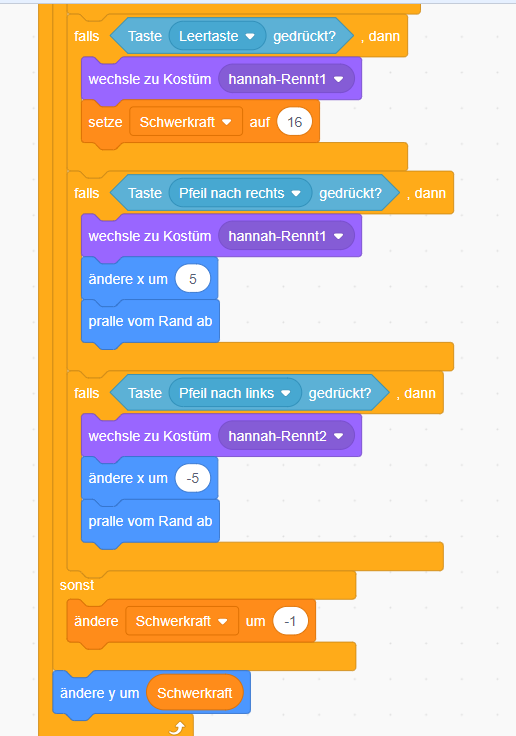 falls Taste Leertaste gedrückt? , dann
wechsle zu Kostüm hannah-Rennt1
setze Schwerkraft auf 16
falls Taste Pfeil nach rechts gedrückt? , dann
wechsle zu Kostüm hannah-Rennt1
ändere x um 5
pralle vom Rand ab
falls Taste Pfeil nach links gedrückt? , dann
wechsle zu Kostüm hannah-Rennt2
ändere x um -5
pralle vom Rand ab
sonst
ändere Schwerkraft um -1
ändere y um Schwerkraft